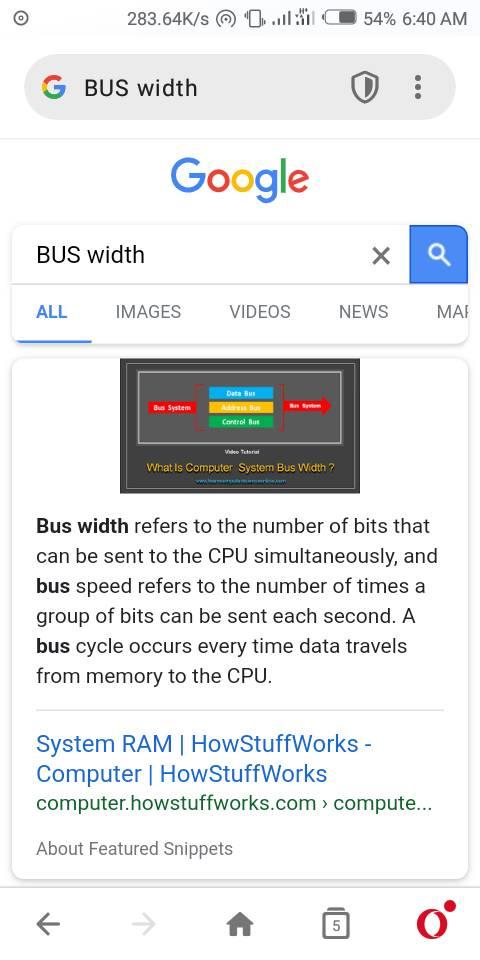 283.64K/s 54% 6:40 AM
BUS width
Google
BUS width
ALL IMAGES VIDEOS NEWS MAP
Data Bus
Bus System Address Bus Bus System
Control Bus
Video Tutorial
What Is Computer System Bus Width ?
Bus width refers to the number of bits that
can be sent to the CPU simultaneously, and
bus speed refers to the number of times a
group of bits can be sent each second. A
bus cycle occurs every time data travels
from memory to the CPU.
System RAM | HowStuffWorks -
Computer | HowStuffWorks
computer.howstuffworks.com › compute...
About Featured Snippets
5